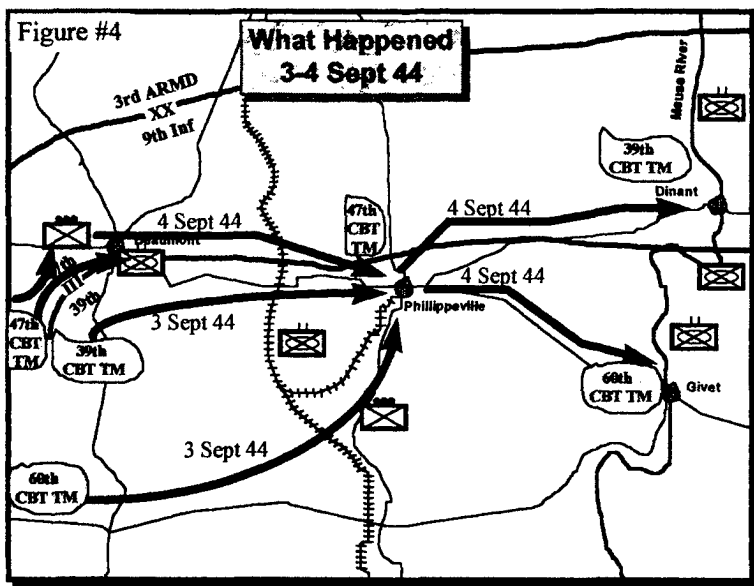 Figure #4
What Happened
3-4 Sept 44
3rd ARMD
XX
9th Inf
Meuse River
39th
CBT TM
Dinant
47th
CBT TM
4 Sept 44
4 Sept 44
Beaumont
III
39th
3 Sept 44
4 Sept 44
Phillippeville
47th
CBT
TM
39th
CBT TM
60th
CBT TM
Givet
3 Sept 44
60th
CBT TM